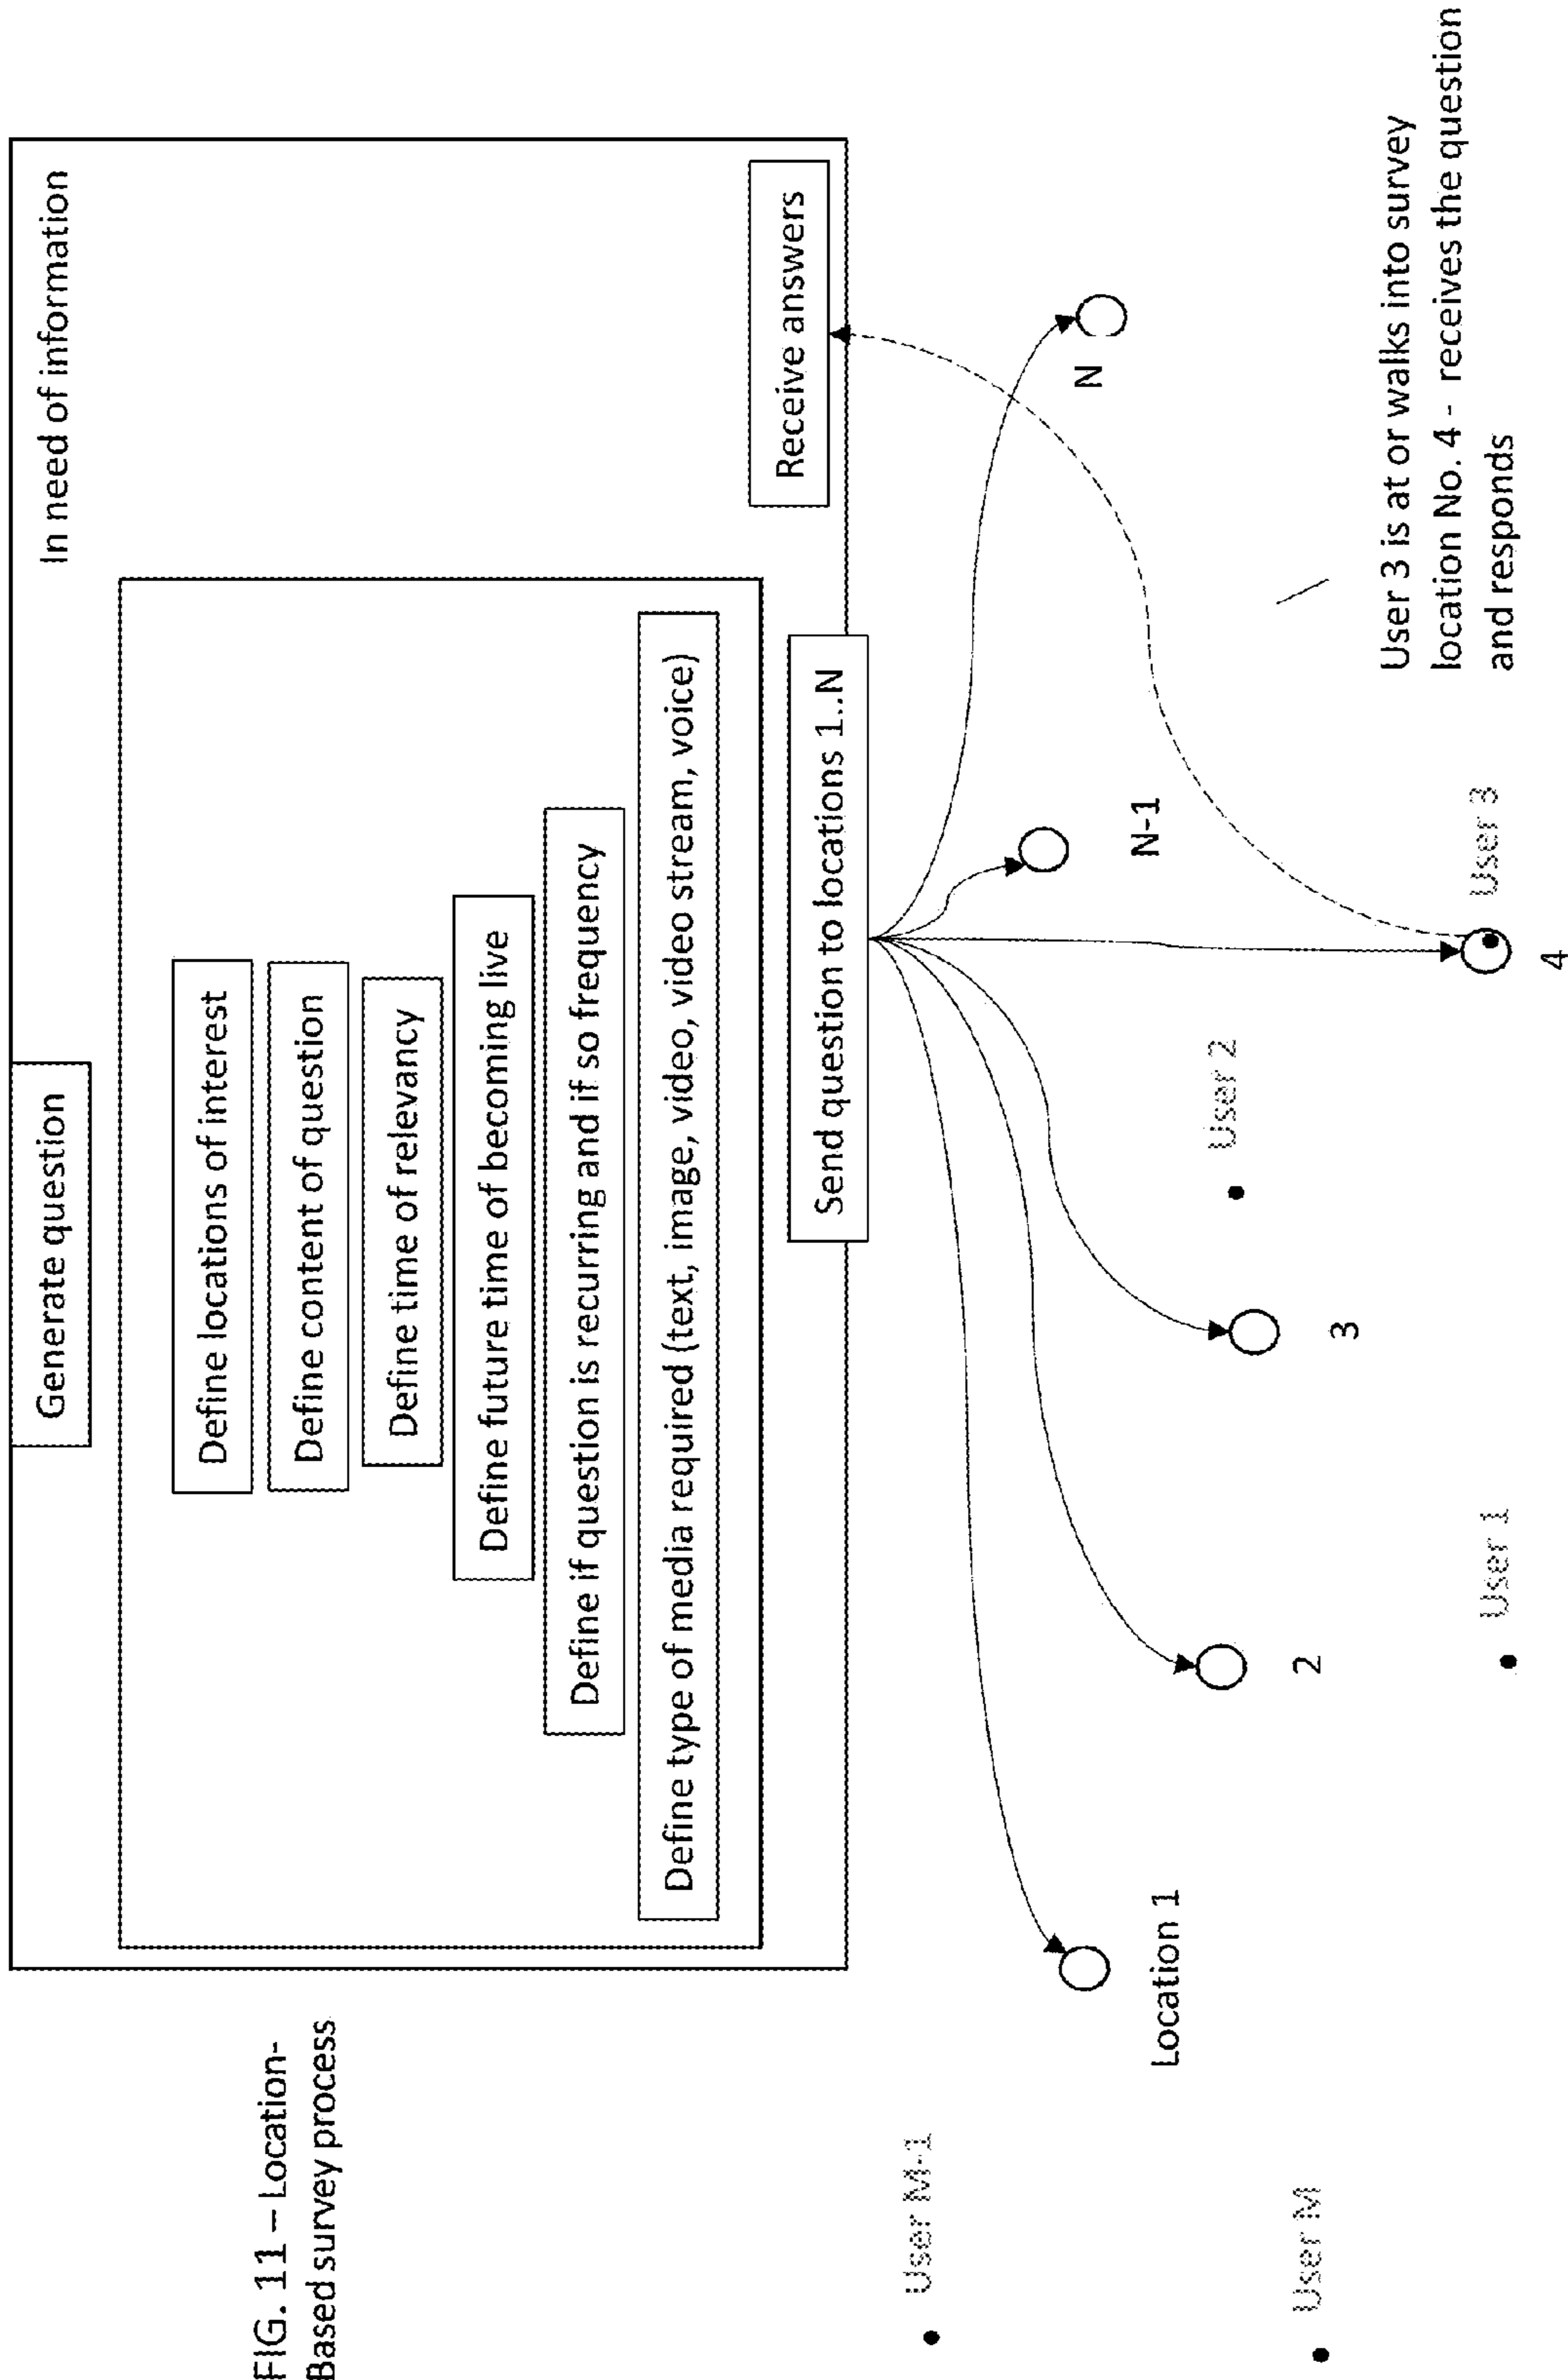 FIG. 11 – Location-
Based survey process
Generate question
In need of information
Define locations of interest
Define content of question
Define time of relevancy
Define future time of becoming live
Define if question is recurring and if so frequency
Define type of media required (text, image, video, video stream, voice)
Receive answers
Send question to locations 1..N
User M-1
Location 1
N
N-1
2
3
User 2
User M
User 1
User 3
4
User 3 is at or walks into survey
location No. 4 - receives the question
and responds